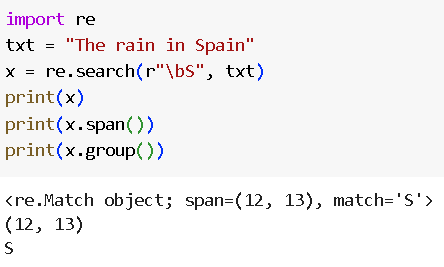 import re
txt = "The rain in Spain"
x = re.search(r"\bS", txt)
print(x)
print(x.span())
print(x.group())
<re.Match object; span=(12, 13), match='S'>
(12, 13)
S